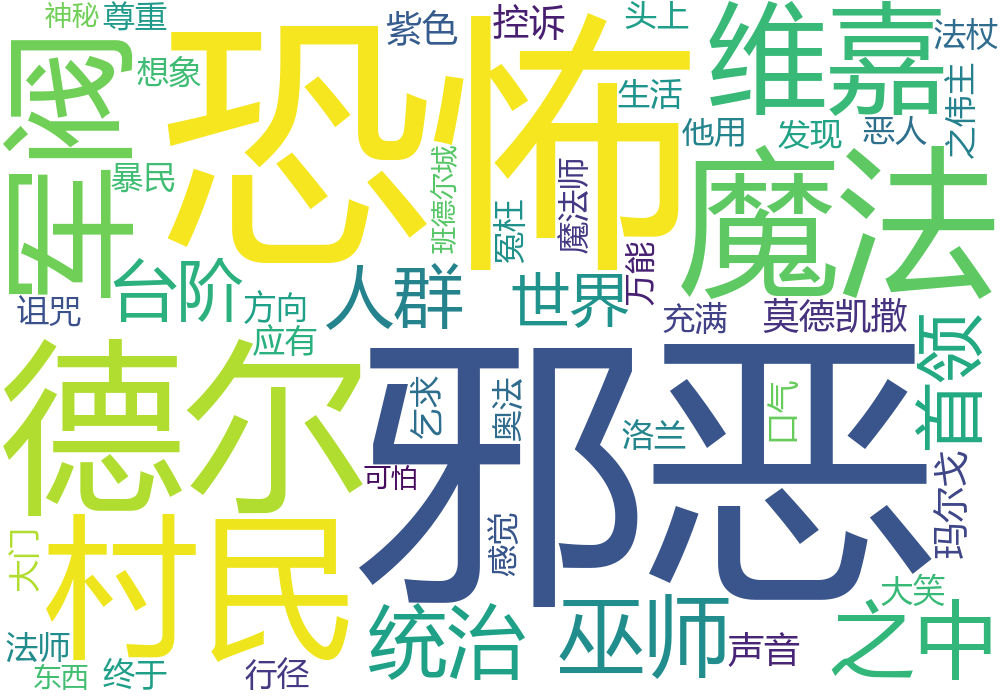 神秘
尊重
紫色
控诉
头上
维嘉
法杖
军阀
想象
恐怖
生活
他用
发现
恶人
之伟主
暴民
班德尔城
冤枉
魔法师
魔法
诅咒
台阶
方向
应有
人群
世界
万能
充满
莫德凯撒
首领
德尔
邪恶
乞求
奥法
洛兰
口气
可怕
感觉
玛尔戈
大门
村民
大笑
法师
东西
终于
行径
统治
巫师
声音
之中